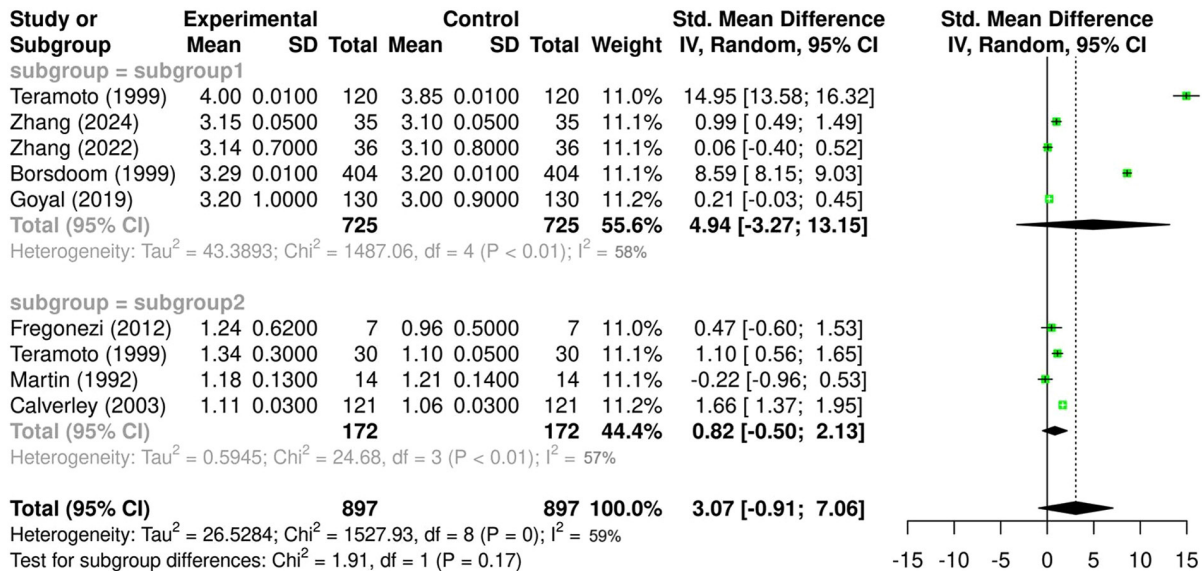 Study or Experimental Control Std. Mean Difference Std. Mean Difference
Subgroup Mean SD Total Mean SD Total Weight IV, Random, 95% CI IV, Random, 95% CI
subgroup = subgroup1
Teramoto (1999) 4.00 0.0100 120 3.85 0.0100 120 11.0% 14.95 [13.58; 16.32]
Zhang (2024) 3.15 0.0500 35 3.10 0.0500 35 11.1% 0.99 [ 0.49; 1.49]
Zhang (2022) 3.14 0.7000 36 3.10 0.8000 36 11.1% 0.06 [-0.40; 0.52]
Borsdoom (1999) 3.29 0.0100 404 3.20 0.0100 404 11.1% 8.59 [ 8.15; 9.03]
Goyal (2019) 3.20 1.0000 130 3.00 0.9000 130 11.2% 0.21 [-0.03; 0.45]
Total (95% CI) 725 725 55.6% 4.94 [-3.27; 13.15]
Heterogeneity: Tau² = 43.3893; Chi² = 1487.06, df = 4 (P < 0.01); I² = 58%
subgroup = subgroup2
Fregonezi (2012) 1.24 0.6200 7 0.96 0.5000 7 11.0% 0.47 [-0.60; 1.53]
Teramoto (1999) 1.34 0.3000 30 1.10 0.0500 30 11.1% 1.10 [ 0.56; 1.65]
Martin (1992) 1.18 0.1300 14 1.21 0.1400 14 11.1% -0.22 [-0.96; 0.53]
Calverley (2003) 1.11 0.0300 121 1.06 0.0300 121 11.2% 1.66 [ 1.37; 1.95]
Total (95% CI) 172 172 44.4% 0.82 [-0.50; 2.13]
Heterogeneity: Tau² = 0.5945; Chi² = 24.68, df = 3 (P < 0.01); I² = 57%
Total (95% CI) 897 897 100.0% 3.07 [-0.91; 7.06]
Heterogeneity: Tau² = 26.5284; Chi² = 1527.93, df = 8 (P = 0); I² = 59%
Test for subgroup differences: Chi² = 1.91, df = 1 (P = 0.17)
-15 -10 -5 0 5 10 15